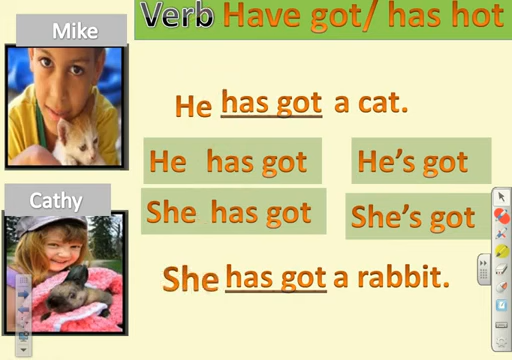 Verb Have got/ has hot
Mike
He has got a cat.
He has got
He's got
Cathy
She has got
She's got
She has got a rabbit.